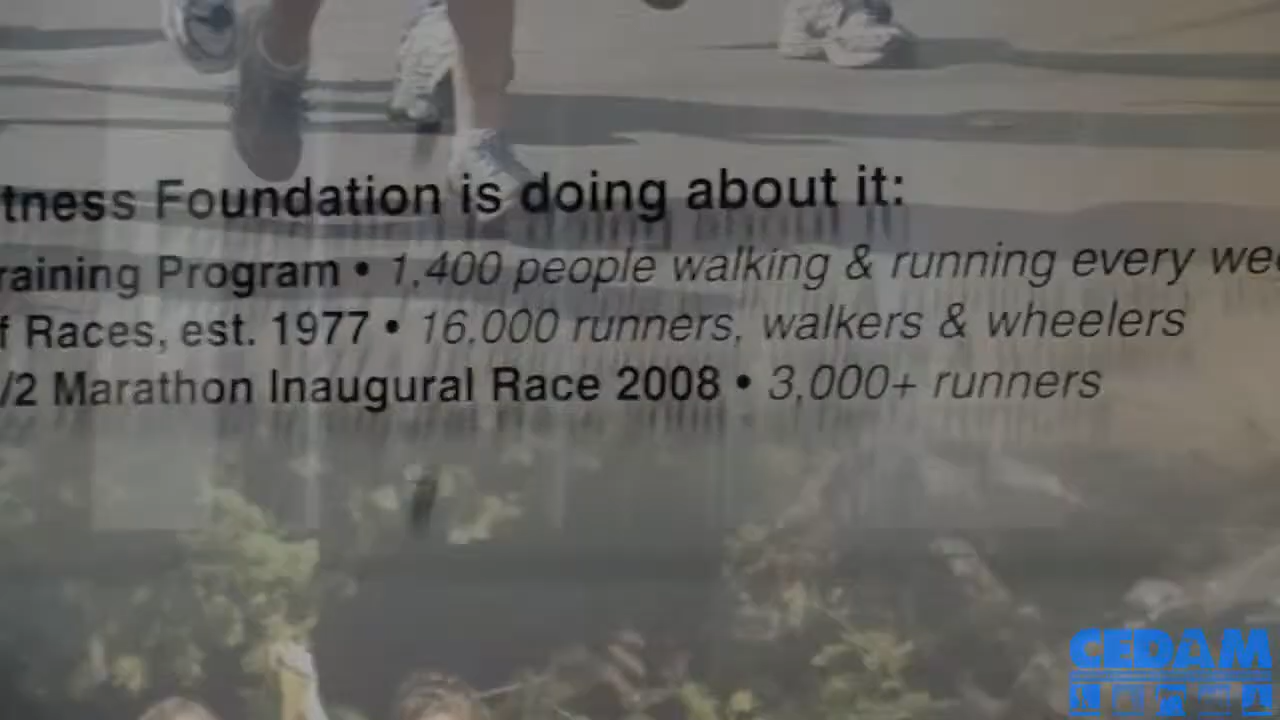 tness Foundation is doing about it:
raining Program • 1,400 people walking & running every wee
f Races, est. 1977 • 16,000 runners, walkers & wheelers
/2 Marathon Inaugural Race 2008 • 3,000+ runners
CEDAM